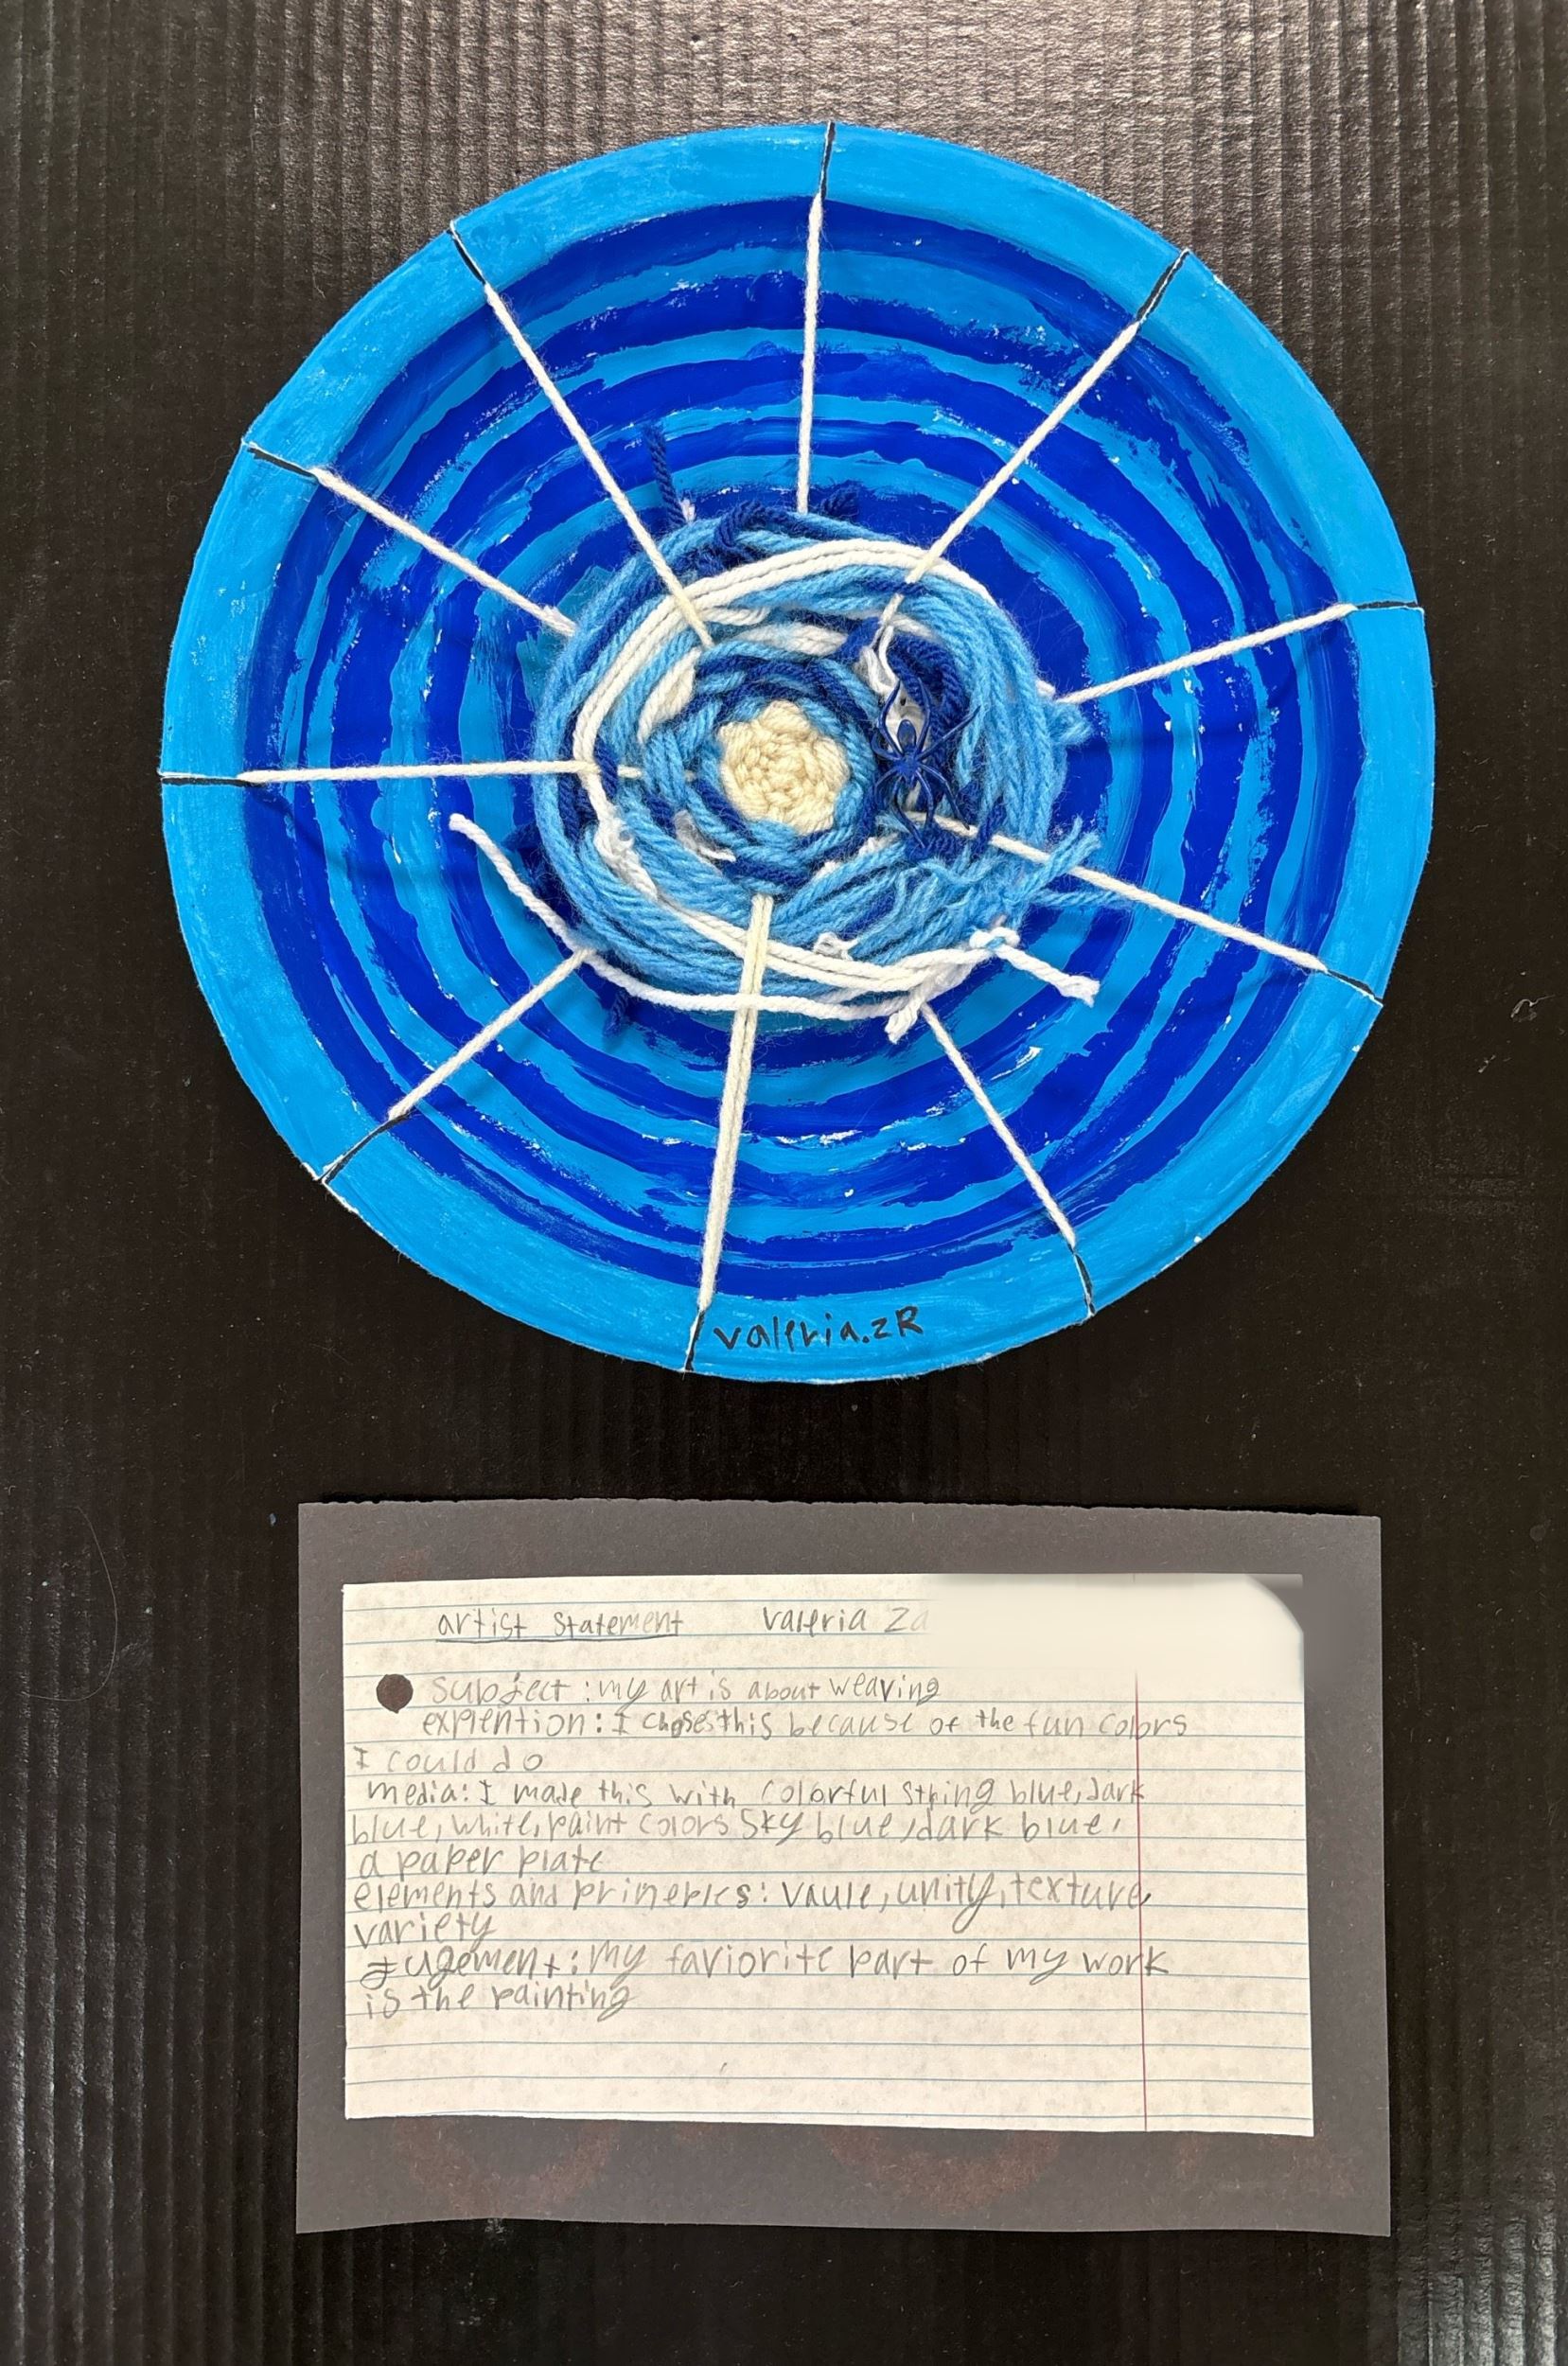 valeria.zR
artist statement valeria Za
Subject : my art is about weaving
explention : I choses this because of the fun colors
I could do
media: I made this with colorful string blue, dark
blue, white, paint colors sky blue, dark blue,
a paper plate
elements and prinerlcs : vaule, unity, texture,
variety
Jugement : my faviorite part of my work
is the painting